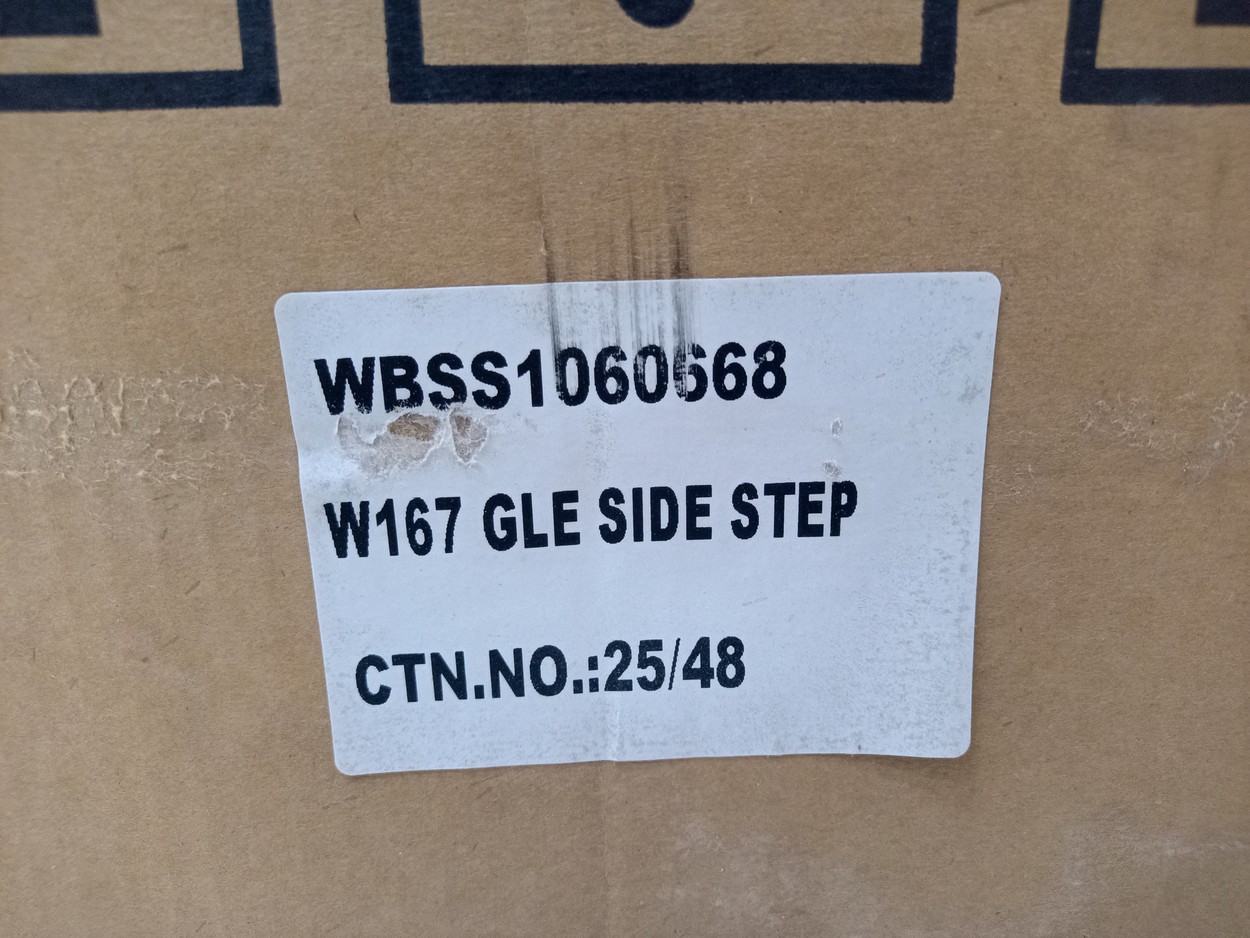 WBSS1060668
W167 GLE SIDE STEP
CTN.NO.:25/48